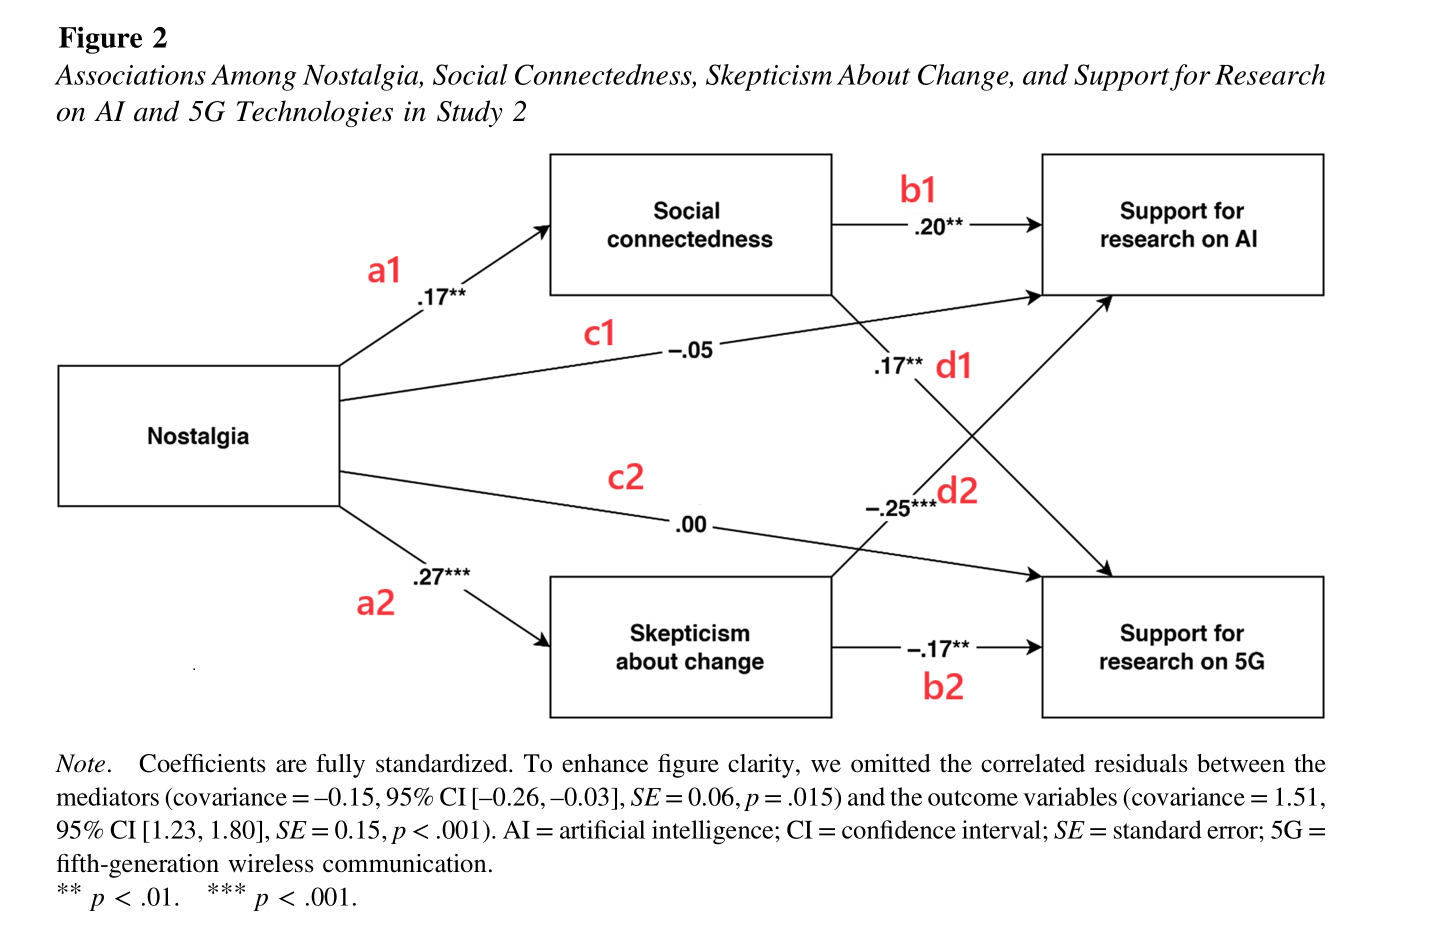 Figure 2
Associations Among Nostalgia, Social Connectedness, Skepticism About Change, and Support for Research
on AI and 5G Technologies in Study 2
b1
Social
connectedness
.20**
Support for
research on AI
a1
.17**
c1
–.05
.17**
d1
Nostalgia
c2
–.25***
d2
.00
.27***
a2
Skepticism
about change
–.17**
b2
Support for
research on 5G
Note. Coefficients are fully standardized. To enhance figure clarity, we omitted the correlated residuals between the
mediators (covariance = –0.15, 95% CI [–0.26, –0.03], SE = 0.06, p = .015) and the outcome variables (covariance = 1.51,
95% CI [1.23, 1.80], SE = 0.15, p < .001). AI = artificial intelligence; CI = confidence interval; SE = standard error; 5G =
fifth-generation wireless communication.
** p < .01. *** p < .001.